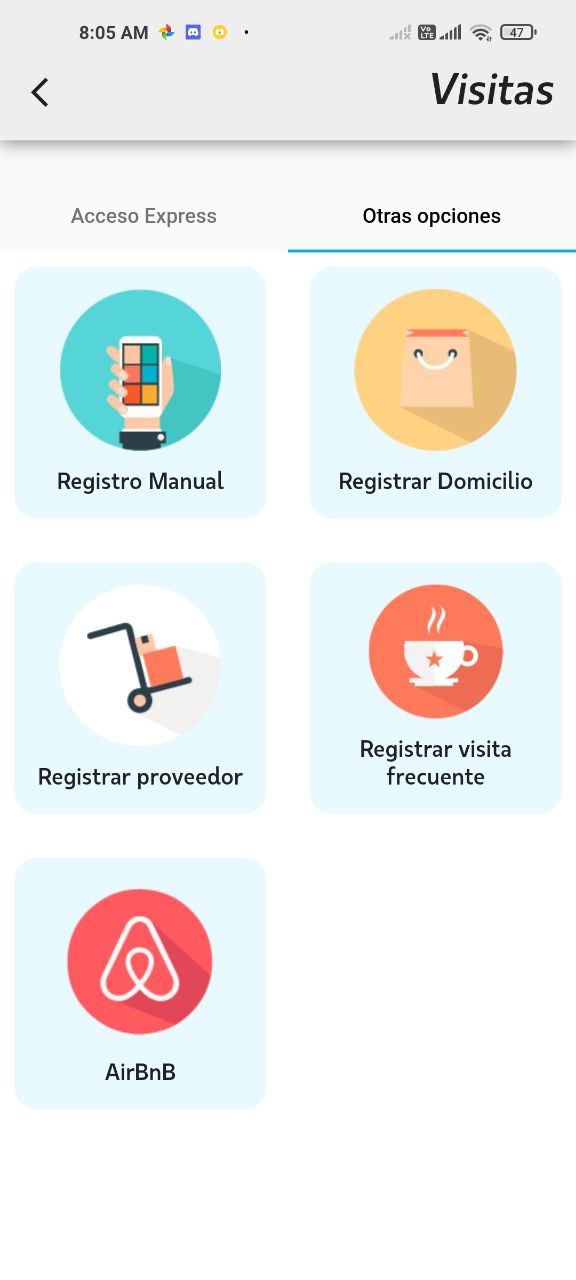 8:05 AM
Vo
LTE
47
Visitas
Acceso Express
Otras opciones
Registro Manual
Registrar Domicilio
Registrar proveedor
Registrar visita
frecuente
AirBnB